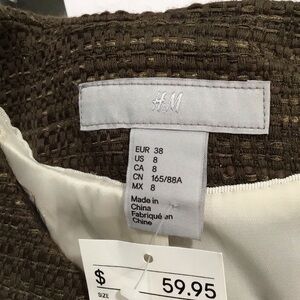 H&M
EUR 38
US 8
CA 8
CN 165/88A
MX 8
Made in
China
Fabriqué en
Chine
$ 59.95
SIZE